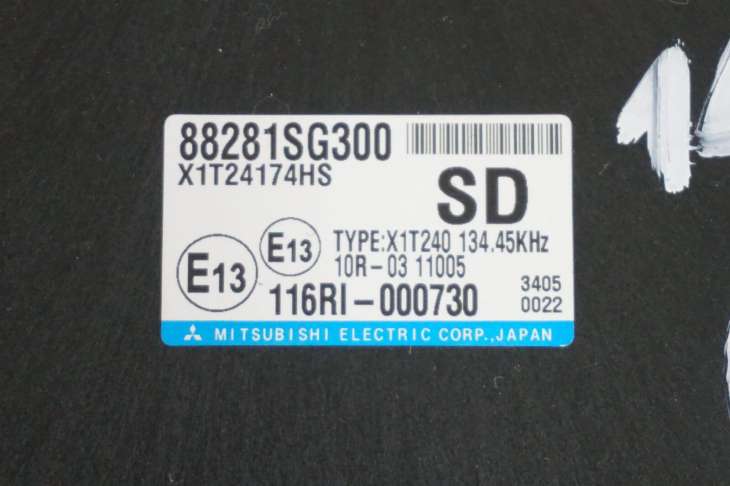 88281SG300
X1T24174HS
SD
E13
E13
TYPE:X1T240 134.45KHz
10R-03 11005
116RI-000730
3405
0022
MITSUBISHI ELECTRIC CORP.,JAPAN